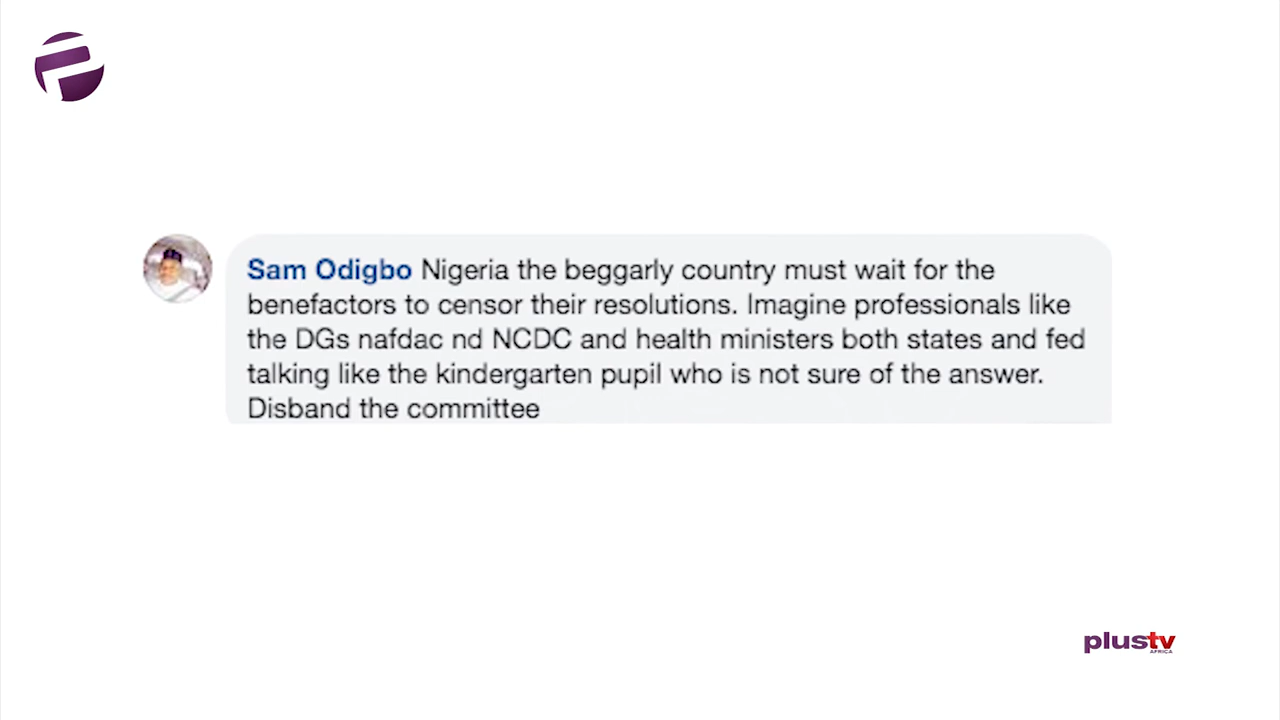 Sam Odigbo Nigeria the beggarly country must wait for the
benefactors to censor their resolutions. Imagine professionals like
the DGs nafdac nd NCDC and health ministers both states and fed
talking like the kindergarten pupil who is not sure of the answer.
Disband the committee
plustv
AFRICA